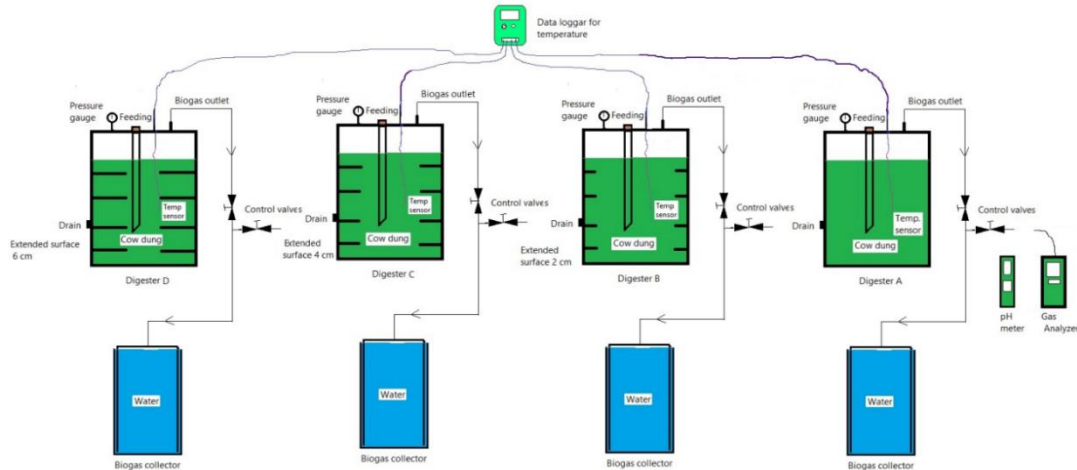 Data loggar for
temperature
Pressure
gauge
Feeding
Biogas outlet
Temp
sensor
Control valves
Drain
Cow dung
Extended surface
6 cm
Digester D
Water
Biogas collector
Pressure
gauge
Feeding
Biogas outlet
Temp
sensor
Control valves
Drain
Cow dung
Extended
surface 4 cm
Digester C
Water
Biogas collector
Pressure
gauge
Feeding
Biogas outlet
Temp
sensor
Control valves
Drain
Cow dung
Extended
surface 2 cm
Digester B
Water
Biogas collector
Pressure
gauge
Feeding
Biogas outlet
Temp.
sensor
Control valves
Drain
Cow dung
Digester A
Water
Biogas collector
pH
meter
Gas
Analyzer